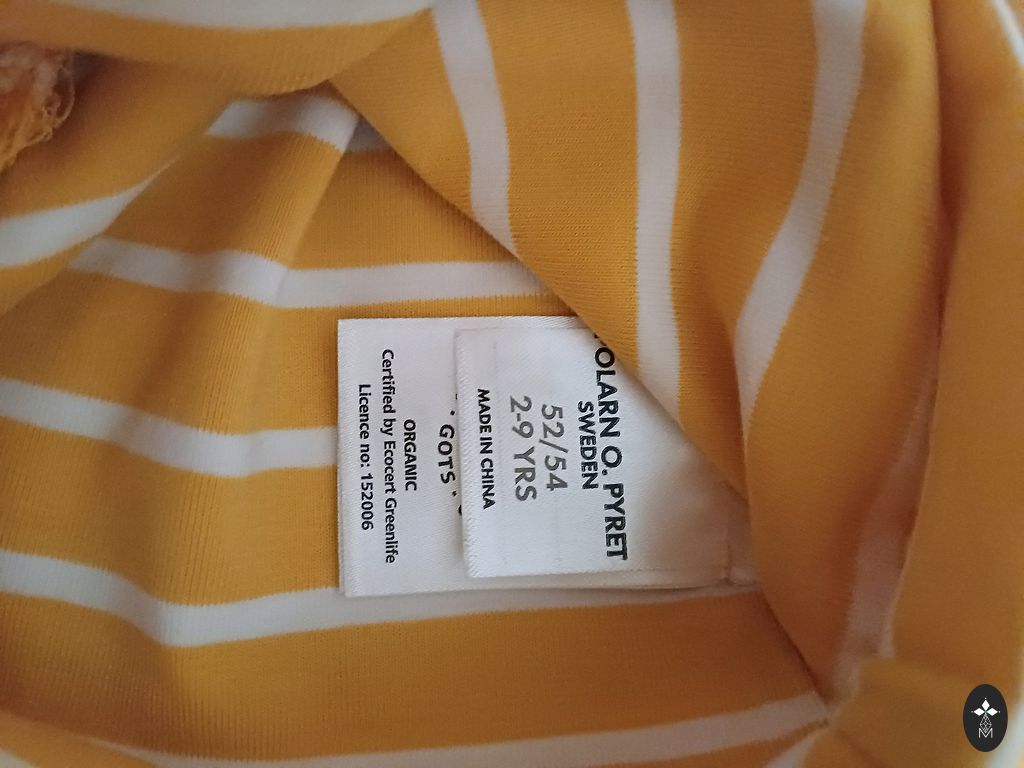 OLARN O. PYRET
SWEDEN
52/54
2-9 YRS
MADE IN CHINA
· GOTS ·
ORGANIC
Certified by Ecocert Greenlife
Licence no: 152006
M